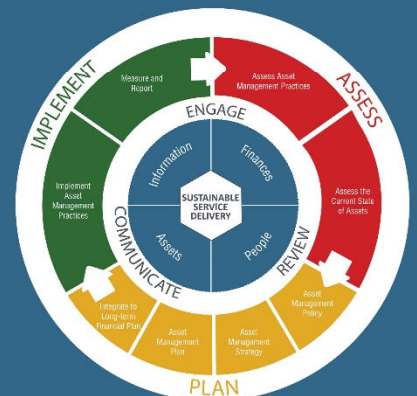 IMPLEMENT
ASSESS
PLAN
Measure and
Report
Assess Asset
Management Practices
Assess the
Current State
of Assets
Asset
Management
Policy
Asset
Management
Strategy
Asset
Management
Plan
Integrate to
Long-Term
Financial Plan
Implement
Asset
Management
Practices
ENGAGE
REVIEW
COMMUNICATE
Information
Finances
People
Assets
SUSTAINABLE
SERVICE
DELIVERY